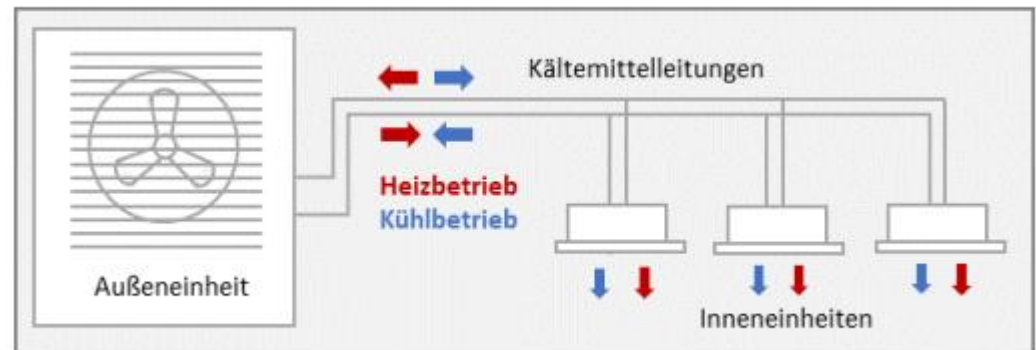 Kältemittelleitungen
Heizbetrieb
Kühlbetrieb
Außeneinheit
Inneneinheiten